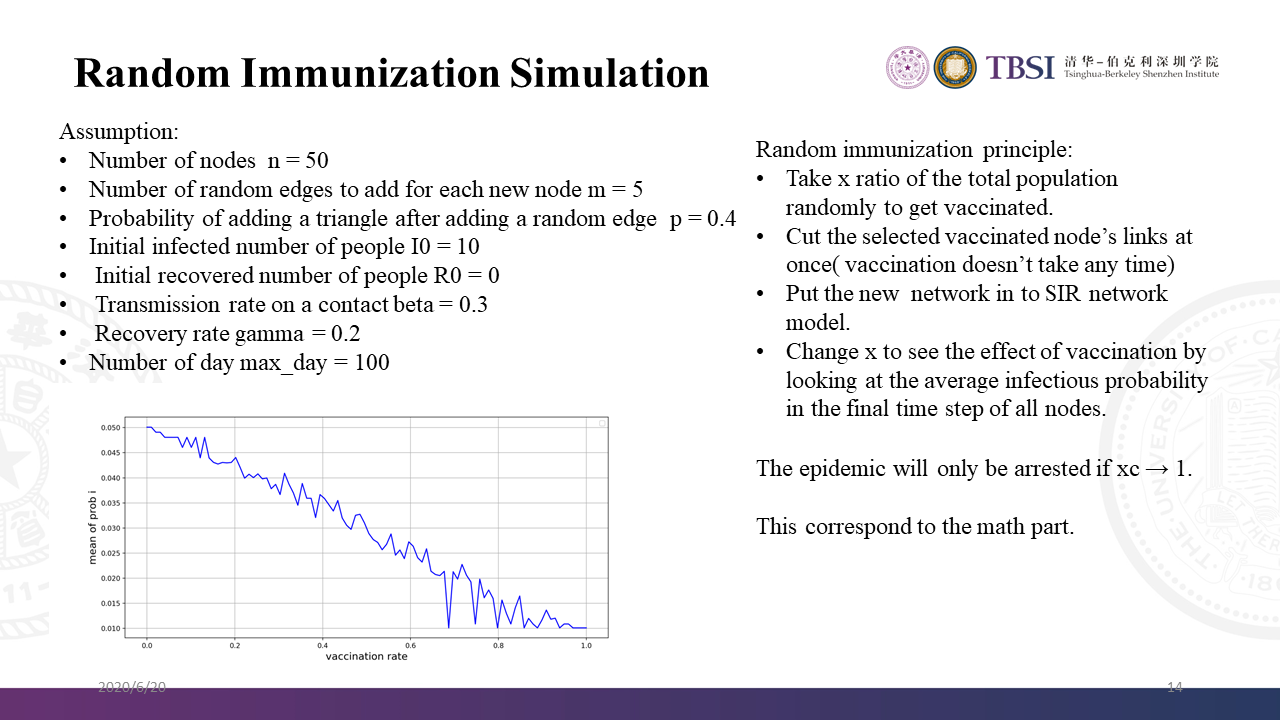 Random Immunization Simulation
TBSI
清华-伯克利深圳学院
Tsinghua-Berkeley Shenzhen Institute
Assumption:
• Number of nodes n = 50
• Number of random edges to add for each new node m = 5
• Probability of adding a triangle after adding a random edge p = 0.4
• Initial infected number of people I0 = 10
• Initial recovered number of people R0 = 0
• Transmission rate on a contact beta = 0.3
• Recovery rate gamma = 0.2
• Number of day max_day = 100
0.050
0.045
0.040
0.035
0.030
0.025
0.020
0.015
0.010
mean of prob i
0.0 0.2 0.4 0.6 0.8 1.0
vaccination rate
Random immunization principle:
• Take x ratio of the total population
randomly to get vaccinated.
• Cut the selected vaccinated node’s links at
once( vaccination doesn’t take any time)
• Put the new network in to SIR network
model.
• Change x to see the effect of vaccination by
looking at the average infectious probability
in the final time step of all nodes.
The epidemic will only be arrested if xc → 1.
This correspond to the math part.
2020/6/20
14